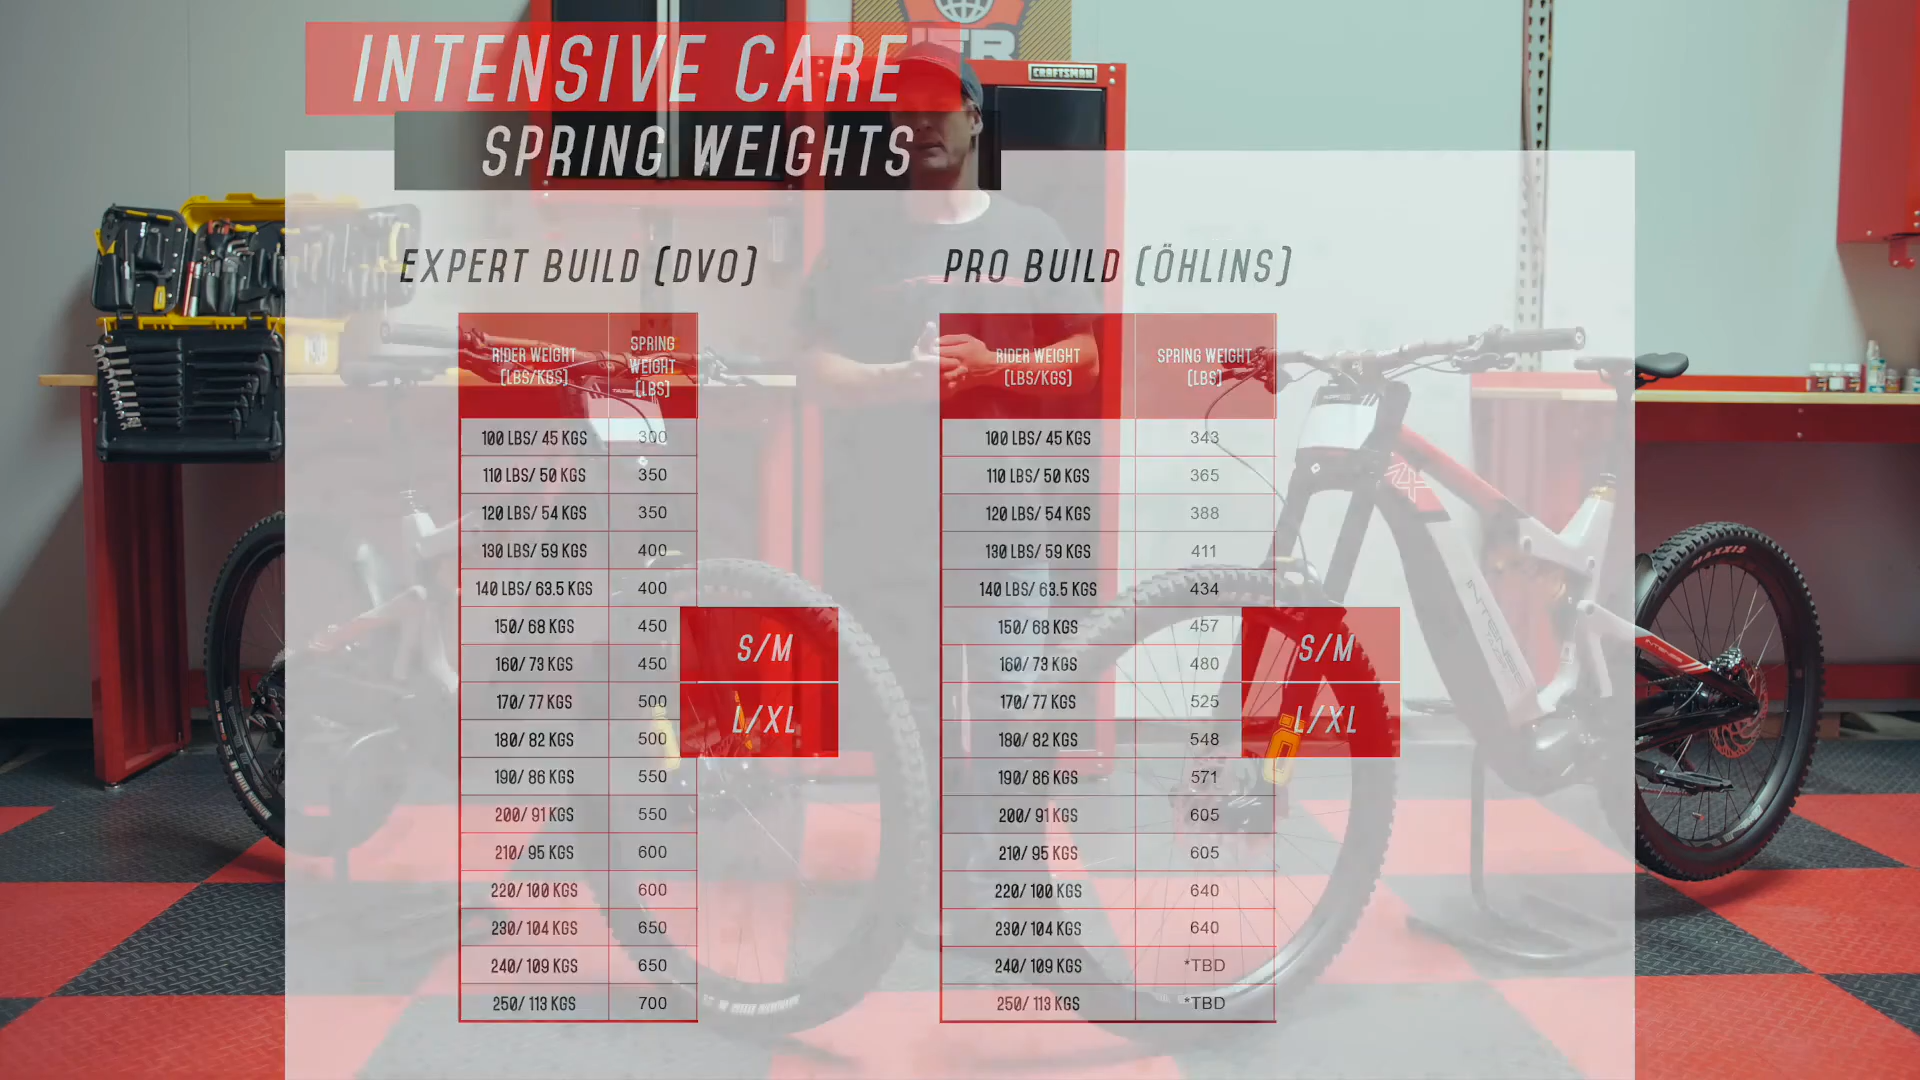 INTENSIVE CARE
SPRING WEIGHTS
CRAFTSMAN
EXPERT BUILD (DVO)
RIDER WEIGHT (LBS/KGS) SPRING WEIGHT (LBS)
100 LBS/ 45 KGS 300
110 LBS/ 50 KGS 350
120 LBS/ 54 KGS 350
130 LBS/ 59 KGS 400
140 LBS/ 63.5 KGS 400
150/ 68 KGS 450
160/ 73 KGS 450
170/ 77 KGS 500
180/ 82 KGS 500
190/ 86 KGS 550
200/ 91 KGS 550
210/ 95 KGS 600
220/ 100 KGS 600
230/ 104 KGS 650
240/ 109 KGS 650
250/ 113 KGS 700
S/M
L/XL
PRO BUILD (ÖHLINS)
RIDER WEIGHT (LBS/KGS) SPRING WEIGHT (LBS)
100 LBS/ 45 KGS 343
110 LBS/ 50 KGS 365
120 LBS/ 54 KGS 388
130 LBS/ 59 KGS 411
140 LBS/ 63.5 KGS 434
150/ 68 KGS 457
160/ 73 KGS 480
170/ 77 KGS 525
180/ 82 KGS 548
190/ 86 KGS 571
200/ 91 KGS 605
210/ 95 KGS 605
220/ 100 KGS 640
230/ 104 KGS 640
240/ 109 KGS *TBD
250/ 113 KGS *TBD
S/M
L/XL
INTENSE
MAXXIS